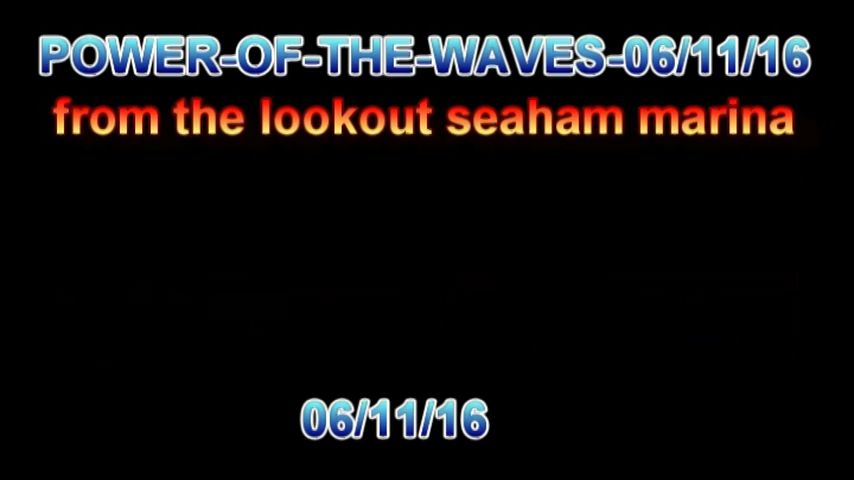 POWER-OF-THE-WAVES-06/11/16
from the lookout seaham marina
06/11/16